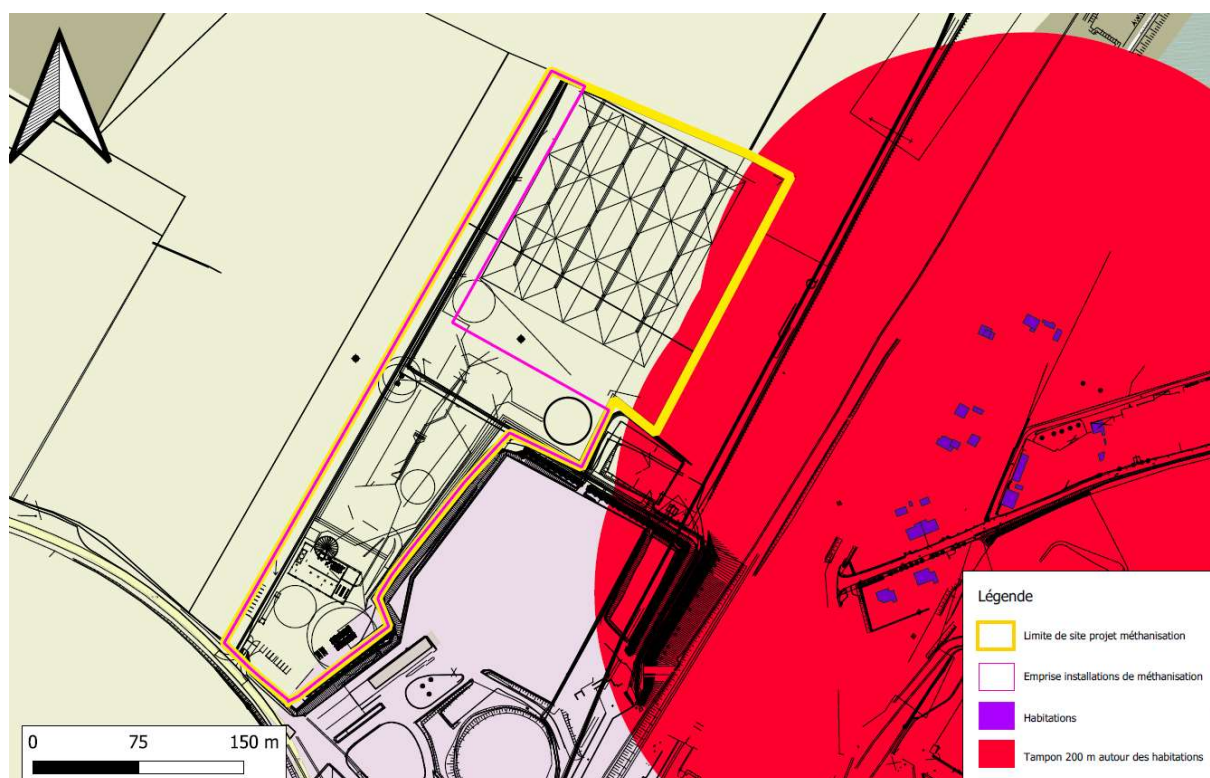 0 75 150 m
Légende
Limite de site projet méthanisation
Emprise installations de méthanisation
Habitations
Tampon 200 m autour des habitations